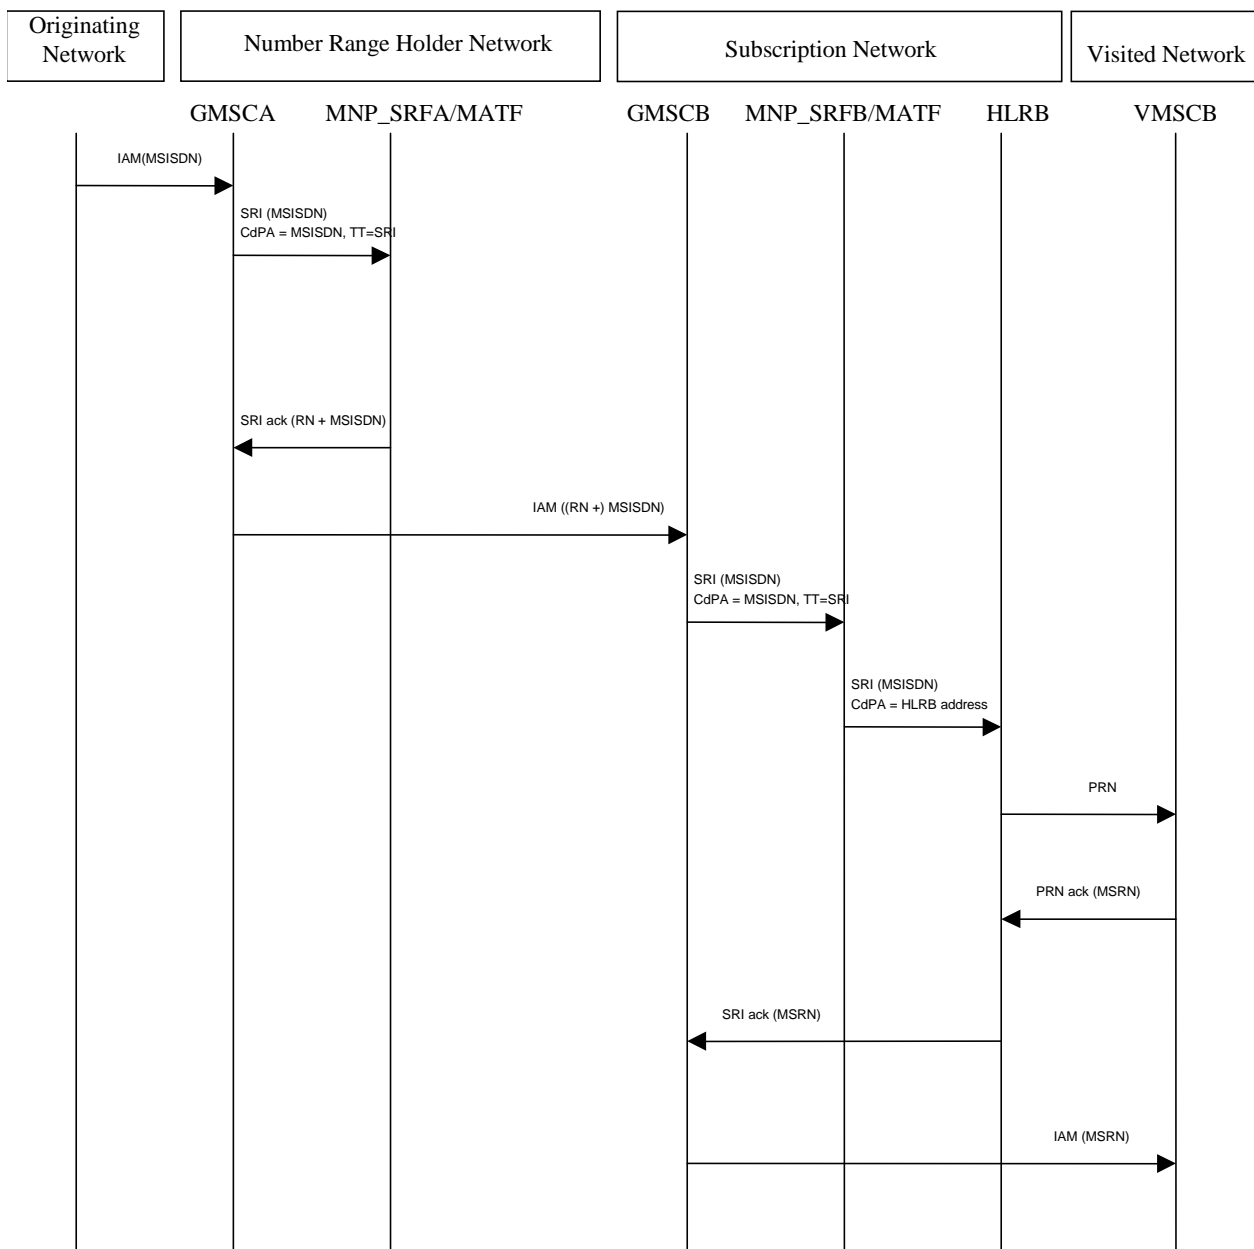 Originating
Network
Number Range Holder Network
Subscription Network
Visited Network
GMSCA
MNP_SRFA/MATF
GMSCB
MNP_SRFB/MATF
HLRB
VMSCB
IAM(MSISDN)
SRI (MSISDN)
CdPA = MSISDN, TT=SRI
SRI ack (RN + MSISDN)
IAM ((RN +) MSISDN)
SRI (MSISDN)
CdPA = MSISDN, TT=SRI
SRI (MSISDN)
CdPA = HLRB address
PRN
PRN ack (MSRN)
SRI ack (MSRN)
IAM (MSRN)